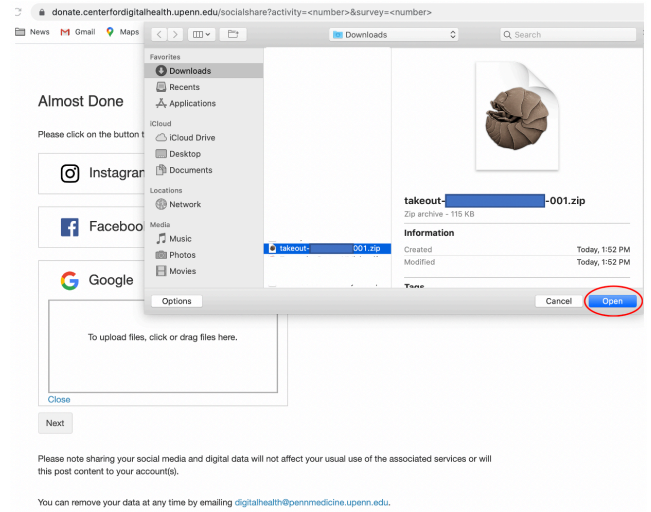 donate.centerfordigitalhealth.upenn.edu/socialshare?activity=<number>&survey=<number>
News Gmail Maps
Downloads
Search
Favorites
Downloads
Recents
Applications
iCloud
iCloud Drive
Desktop
Documents
Locations
Network
Media
Music
Photos
Movies
takeout- 001.zip
takeout- -001.zip
Zip archive - 115 KB
Information
Created Today, 1:52 PM
Modified Today, 1:52 PM
Tags
Options
Cancel
Open
Almost Done
Please click on the button t
Instagran
Faceboo
Google
To upload files, click or drag files here.
Close
Next
Please note sharing your social media and digital data will not affect your usual use of the associated services or will
this post content to your account(s).
You can remove your data at any time by emailing digitalhealth@pennmedicine.upenn.edu.